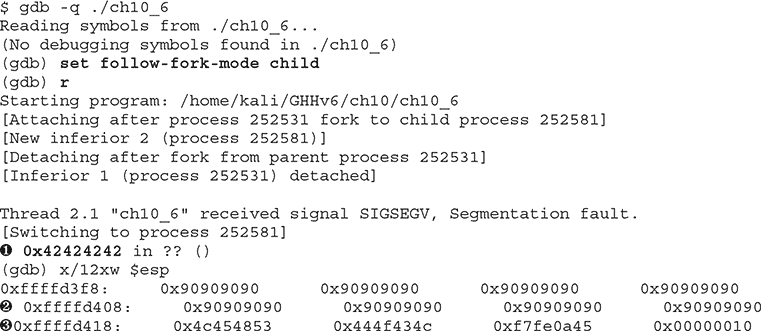 $ gdb -q ./ch10_6
Reading symbols from ./ch10_6...
(No debugging symbols found in ./ch10_6)
(gdb) set follow-fork-mode child
(gdb) r
Starting program: /home/kali/GHHv6/ch10/ch10_6
[Attaching after process 252531 fork to child process 252581]
[New inferior 2 (process 252581)]
[Detaching after fork from parent process 252531]
[Inferior 1 (process 252531) detached]
Thread 2.1 "ch10_6" received signal SIGSEGV, Segmentation fault.
[Switching to process 252581]
❶ 0x42424242 in ?? ()
(gdb) x/12xw $esp
0xffffd3f8: 0x90909090 0x90909090 0x90909090 0x90909090
❷ 0xffffd408: 0x90909090 0x90909090 0x90909090 0x90909090
❸0xffffd418: 0x4c454853 0x444f434c 0xf7fe0a45 0x00000010